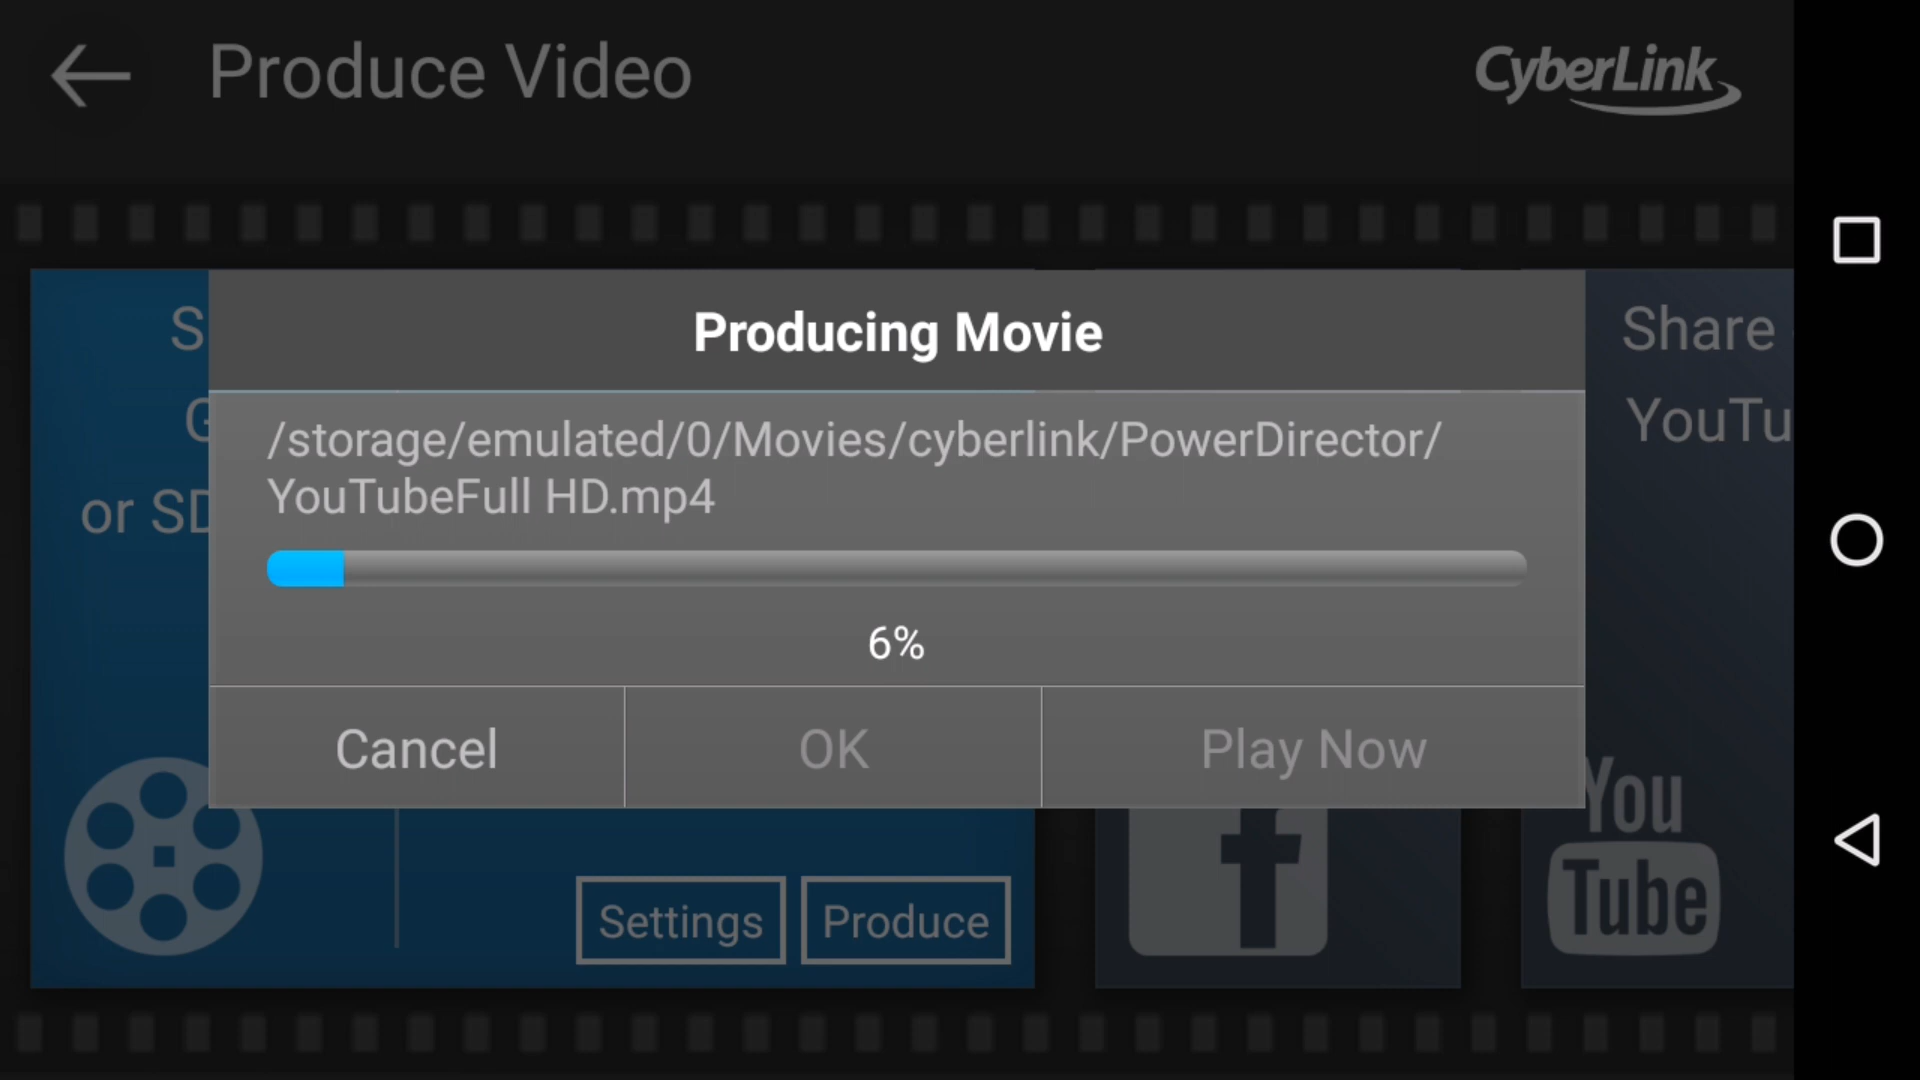 Produce Video
CyberLink
Producing Movie
/storage/emulated/0/Movies/cyberlink/PowerDirector/
YouTubeFull HD.mp4
6%
Cancel
OK
Play Now
or SD
Share
YouTu
Settings
Produce
You
Tube